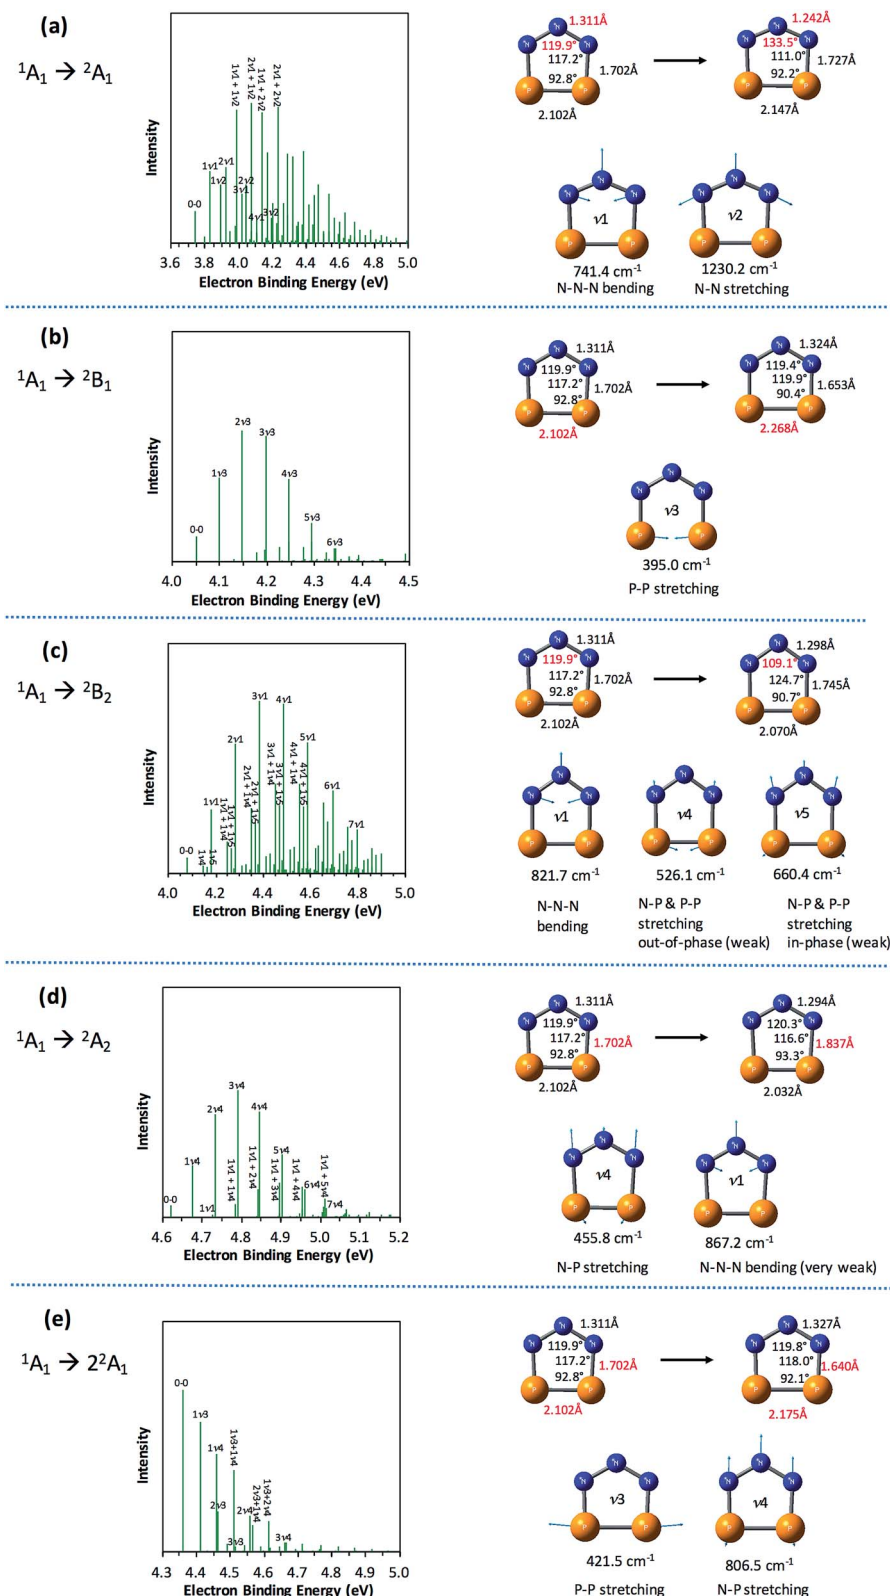 (a)
¹A₁ → ²A₁
Intensity
0-0
1ν1
1ν2
2ν1
3ν1
2ν2
1ν1 + 1ν2
2ν1 + 1ν2
1ν1 + 2ν2
2ν1 + 2ν2
4ν1
3ν2
3.6 3.8 4.0 4.2 4.4 4.6 4.8 5.0
Electron Binding Energy (eV)
1.311Å
119.9°
117.2°
92.8°
1.702Å
2.102Å
1.242Å
133.5°
111.0°
92.2°
1.727Å
2.147Å
ν1
741.4 cm⁻¹
N-N-N bending
ν2
1230.2 cm⁻¹
N-N stretching
(b)
¹A₁ → ²B₁
Intensity
0-0
1ν3
2ν3
3ν3
4ν3
5ν3
6ν3
4.0 4.1 4.2 4.3 4.4 4.5
Electron Binding Energy (eV)
1.311Å
119.9°
117.2°
92.8°
1.702Å
2.102Å
1.324Å
119.4°
119.9°
90.4°
1.653Å
2.268Å
ν3
395.0 cm⁻¹
P-P stretching
(c)
¹A₁ → ²B₂
Intensity
0-0
1ν4
1ν5
1ν1
1ν1 + 1ν4
1ν1 + 1ν5
2ν1
2ν1 + 1ν4
2ν1 + 1ν5
3ν1
3ν1 + 1ν4
3ν1 + 1ν5
4ν1
4ν1 + 1ν4
4ν1 + 1ν5
5ν1
6ν1
7ν1
4.0 4.2 4.4 4.6 4.8 5.0
Electron Binding Energy (eV)
1.311Å
119.9°
117.2°
92.8°
1.702Å
2.102Å
1.298Å
109.1°
124.7°
90.7°
1.745Å
2.070Å
ν1
821.7 cm⁻¹
N-N-N
bending
ν4
526.1 cm⁻¹
N-P & P-P
stretching
out-of-phase (weak)
ν5
660.4 cm⁻¹
N-P & P-P
stretching
in-phase (weak)
(d)
¹A₁ → ²A₂
Intensity
0-0
1ν4
1ν1
2ν4
1ν1 + 1ν4
3ν4
1ν1 + 2ν4
4ν4
1ν1 + 3ν4
5ν4
1ν1 + 4ν4
6ν4
1ν1 + 5ν4
7ν4
4.6 4.7 4.8 4.9 5.0 5.1 5.2
Electron Binding Energy (eV)
1.311Å
119.9°
117.2°
92.8°
1.702Å
2.102Å
1.294Å
120.3°
116.6°
93.3°
1.837Å
2.032Å
ν4
455.8 cm⁻¹
N-P stretching
ν1
867.2 cm⁻¹
N-N-N bending (very weak)
(e)
¹A₁ → 2²A₁
Intensity
0-0
1ν3
1ν4
2ν3
1ν3+1ν4
3ν3
2ν4
2ν3+1ν4
1ν3+2ν4
3ν4
4.3 4.4 4.5 4.6 4.7 4.8 4.9 5.0
Electron Binding Energy (eV)
1.311Å
119.9°
117.2°
92.8°
1.702Å
2.102Å
1.327Å
119.8°
118.0°
92.1°
1.640Å
2.175Å
ν3
421.5 cm⁻¹
P-P stretching
ν4
806.5 cm⁻¹
N-P stretching